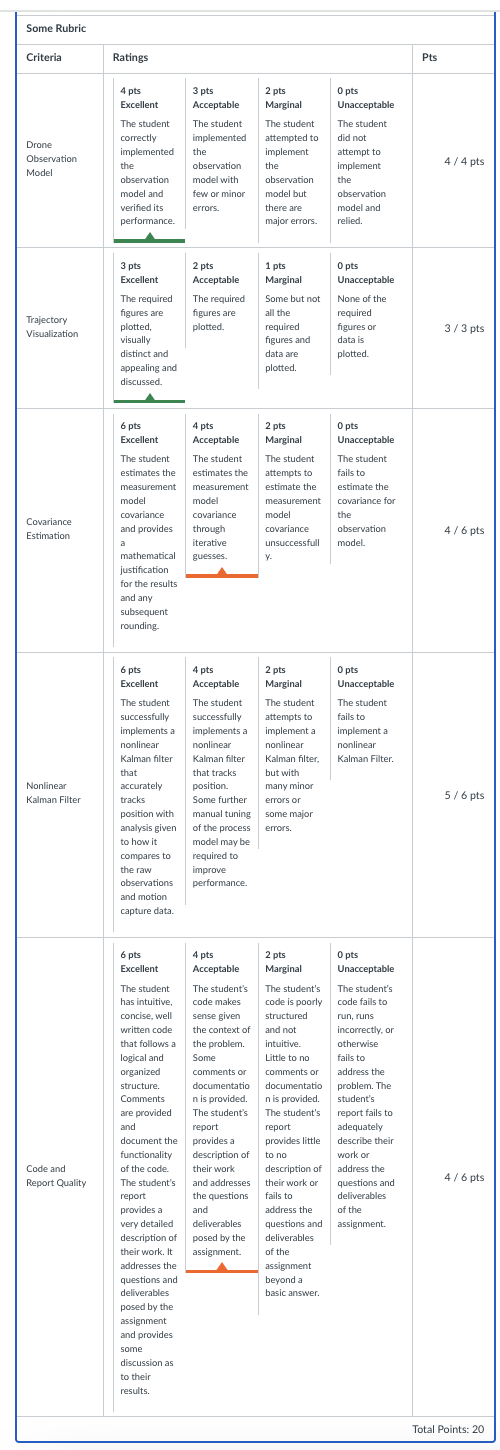 Some Rubric
Criteria
Ratings
Pts
Drone
Observation
Model
4 pts
Excellent
The student
correctly
implemented
the
observation
model and
verified its
performance.
3 pts
Acceptable
The student
implemented
the
observation
model with
few or minor
errors.
2 pts
Marginal
The student
attempted to
implement
the
observation
model but
there are
major errors.
0 pts
Unacceptable
The student
did not
attempt to
implement
the
observation
model and
relied.
4 / 4 pts
Trajectory
Visualization
3 pts
Excellent
The required
figures are
plotted,
visually
distinct and
appealing and
discussed.
2 pts
Acceptable
The required
figures are
plotted.
1 pts
Marginal
Some but not
all the
required
figures and
data are
plotted.
0 pts
Unacceptable
None of the
required
figures or
data is
plotted.
3 / 3 pts
Covariance
Estimation
6 pts
Excellent
The student
estimates the
measurement
model
covariance
and provides
a
mathematical
justification
for the results
and any
subsequent
rounding.
4 pts
Acceptable
The student
estimates the
measurement
model
covariance
through
iterative
guesses.
2 pts
Marginal
The student
attempts to
estimate the
measurement
model
covariance
unsuccessfull
y.
0 pts
Unacceptable
The student
fails to
estimate the
covariance for
the
observation
model.
4 / 6 pts
Nonlinear
Kalman Filter
6 pts
Excellent
The student
successfully
implements a
nonlinear
Kalman filter
that
accurately
tracks
position with
analysis given
to how it
compares to
the raw
observations
and motion
capture data.
4 pts
Acceptable
The student
successfully
implements a
nonlinear
Kalman filter
that tracks
position.
Some further
manual tuning
of the process
model may be
required to
improve
performance.
2 pts
Marginal
The student
attempts to
implement a
nonlinear
Kalman filter,
but with
many minor
errors or
some major
errors.
0 pts
Unacceptable
The student
fails to
implement a
nonlinear
Kalman Filter.
5 / 6 pts
Code and
Report Quality
6 pts
Excellent
The student
has intuitive,
concise, well
written code
that follows a
logical and
organized
structure.
Comments
are provided
and
document the
functionality
of the code.
The student's
report
provides a
very detailed
description of
their work. It
addresses the
questions and
deliverables
posed by the
assignment
and provides
some
discussion as
to their
results.
4 pts
Acceptable
The student's
code makes
sense given
the context of
the problem.
Some
comments or
documentatio
n is provided.
The student's
report
provides a
description of
their work
and addresses
the questions
and
deliverables
posed by the
assignment.
2 pts
Marginal
The student's
code is poorly
structured
and not
intuitive.
Little to no
comments or
documentatio
n is provided.
The student's
report
provides little
to no
description of
their work or
fails to
address the
questions and
deliverables
of the
assignment
beyond a
basic answer.
0 pts
Unacceptable
The student's
code fails to
run, runs
incorrectly, or
otherwise
fails to
address the
problem. The
student's
report fails to
adequately
describe their
work or
address the
questions and
deliverables
of the
assignment.
4 / 6 pts
Total Points: 20